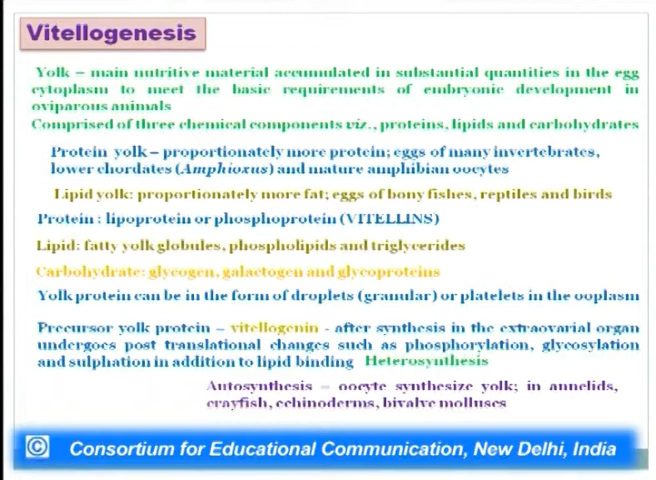 Vitellogenesis
Yolk – main nutritive material accumulated in substantial quantities in the egg
cytoplasm to meet the basic requirements of embryonic development in
oviparous animals
Comprised of three chemical components viz., proteins, lipids and carbohydrates
Protein yolk – proportionately more protein; eggs of many invertebrates,
lower chordates (Amphioxus) and mature amphibian oocytes
Lipid yolk: proportionately more fat; eggs of bony fishes, reptiles and birds
Protein : lipoprotein or phosphoprotein (VITELLINS)
Lipid: fatty yolk globules, phospholipids and triglycerides
Carbohydrate: glycogen, galactogen and glycoproteins
Yolk protein can be in the form of droplets (granular) or platelets in the ooplasm
Precursor yolk protein – vitellogenin - after synthesis in the extraovarial organ
undergoes post translational changes such as phosphorylation, glycosylation
and sulphation in addition to lipid binding Heterosynthesis
Autosynthesis – oocyte synthesize yolk; in annelids,
crayfish, echinoderms, bivalve molluses
© Consortium for Educational Communication, New Delhi, India